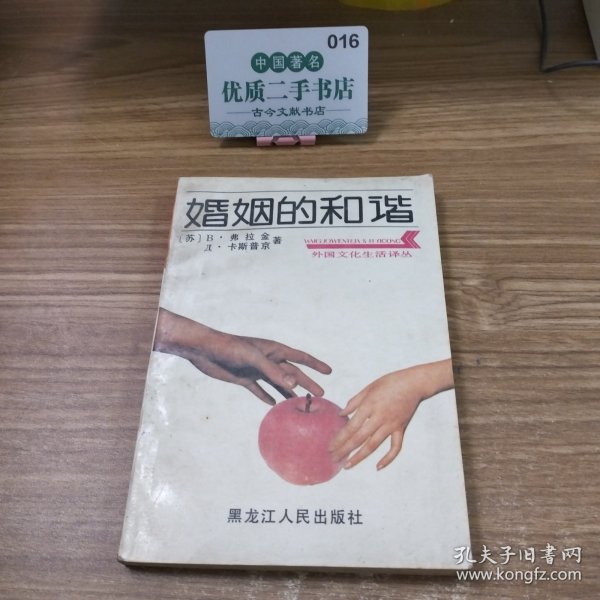 016
中国著名
优质二手书店
古今文献书店
婚姻的和谐
〔苏〕В·弗拉金
Д·卡斯普京 著
外国文化生活译丛
黑龙江人民出版社
孔夫子旧书网
www.kongfz.com